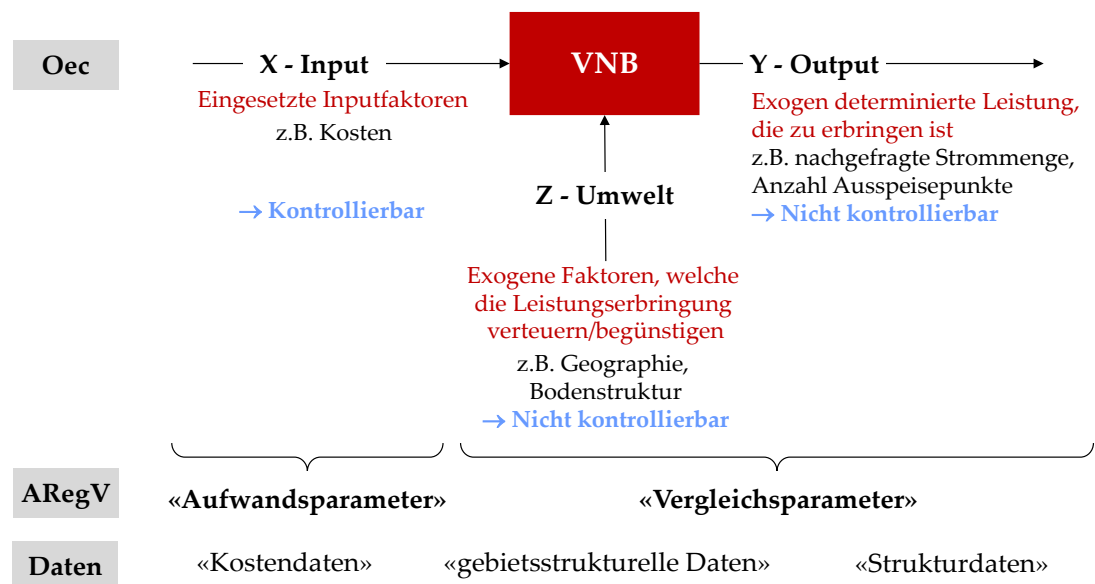 Oec
X - Input
VNB
Y - Output
Eingesetzte Inputfaktoren
z.B. Kosten
→ Kontrollierbar
Exogen determinierte Leistung,
die zu erbringen ist
z.B. nachgefragte Strommenge,
Anzahl Ausspeisepunkte
→ Nicht kontrollierbar
Z - Umwelt
Exogene Faktoren, welche
die Leistungserbringung
verteuern/begünstigen
z.B. Geographie,
Bodenstruktur
→ Nicht kontrollierbar
ARegV
«Aufwandsparameter»
«Vergleichsparameter»
Daten
«Kostendaten»
«gebietsstrukturelle Daten»
«Strukturdaten»